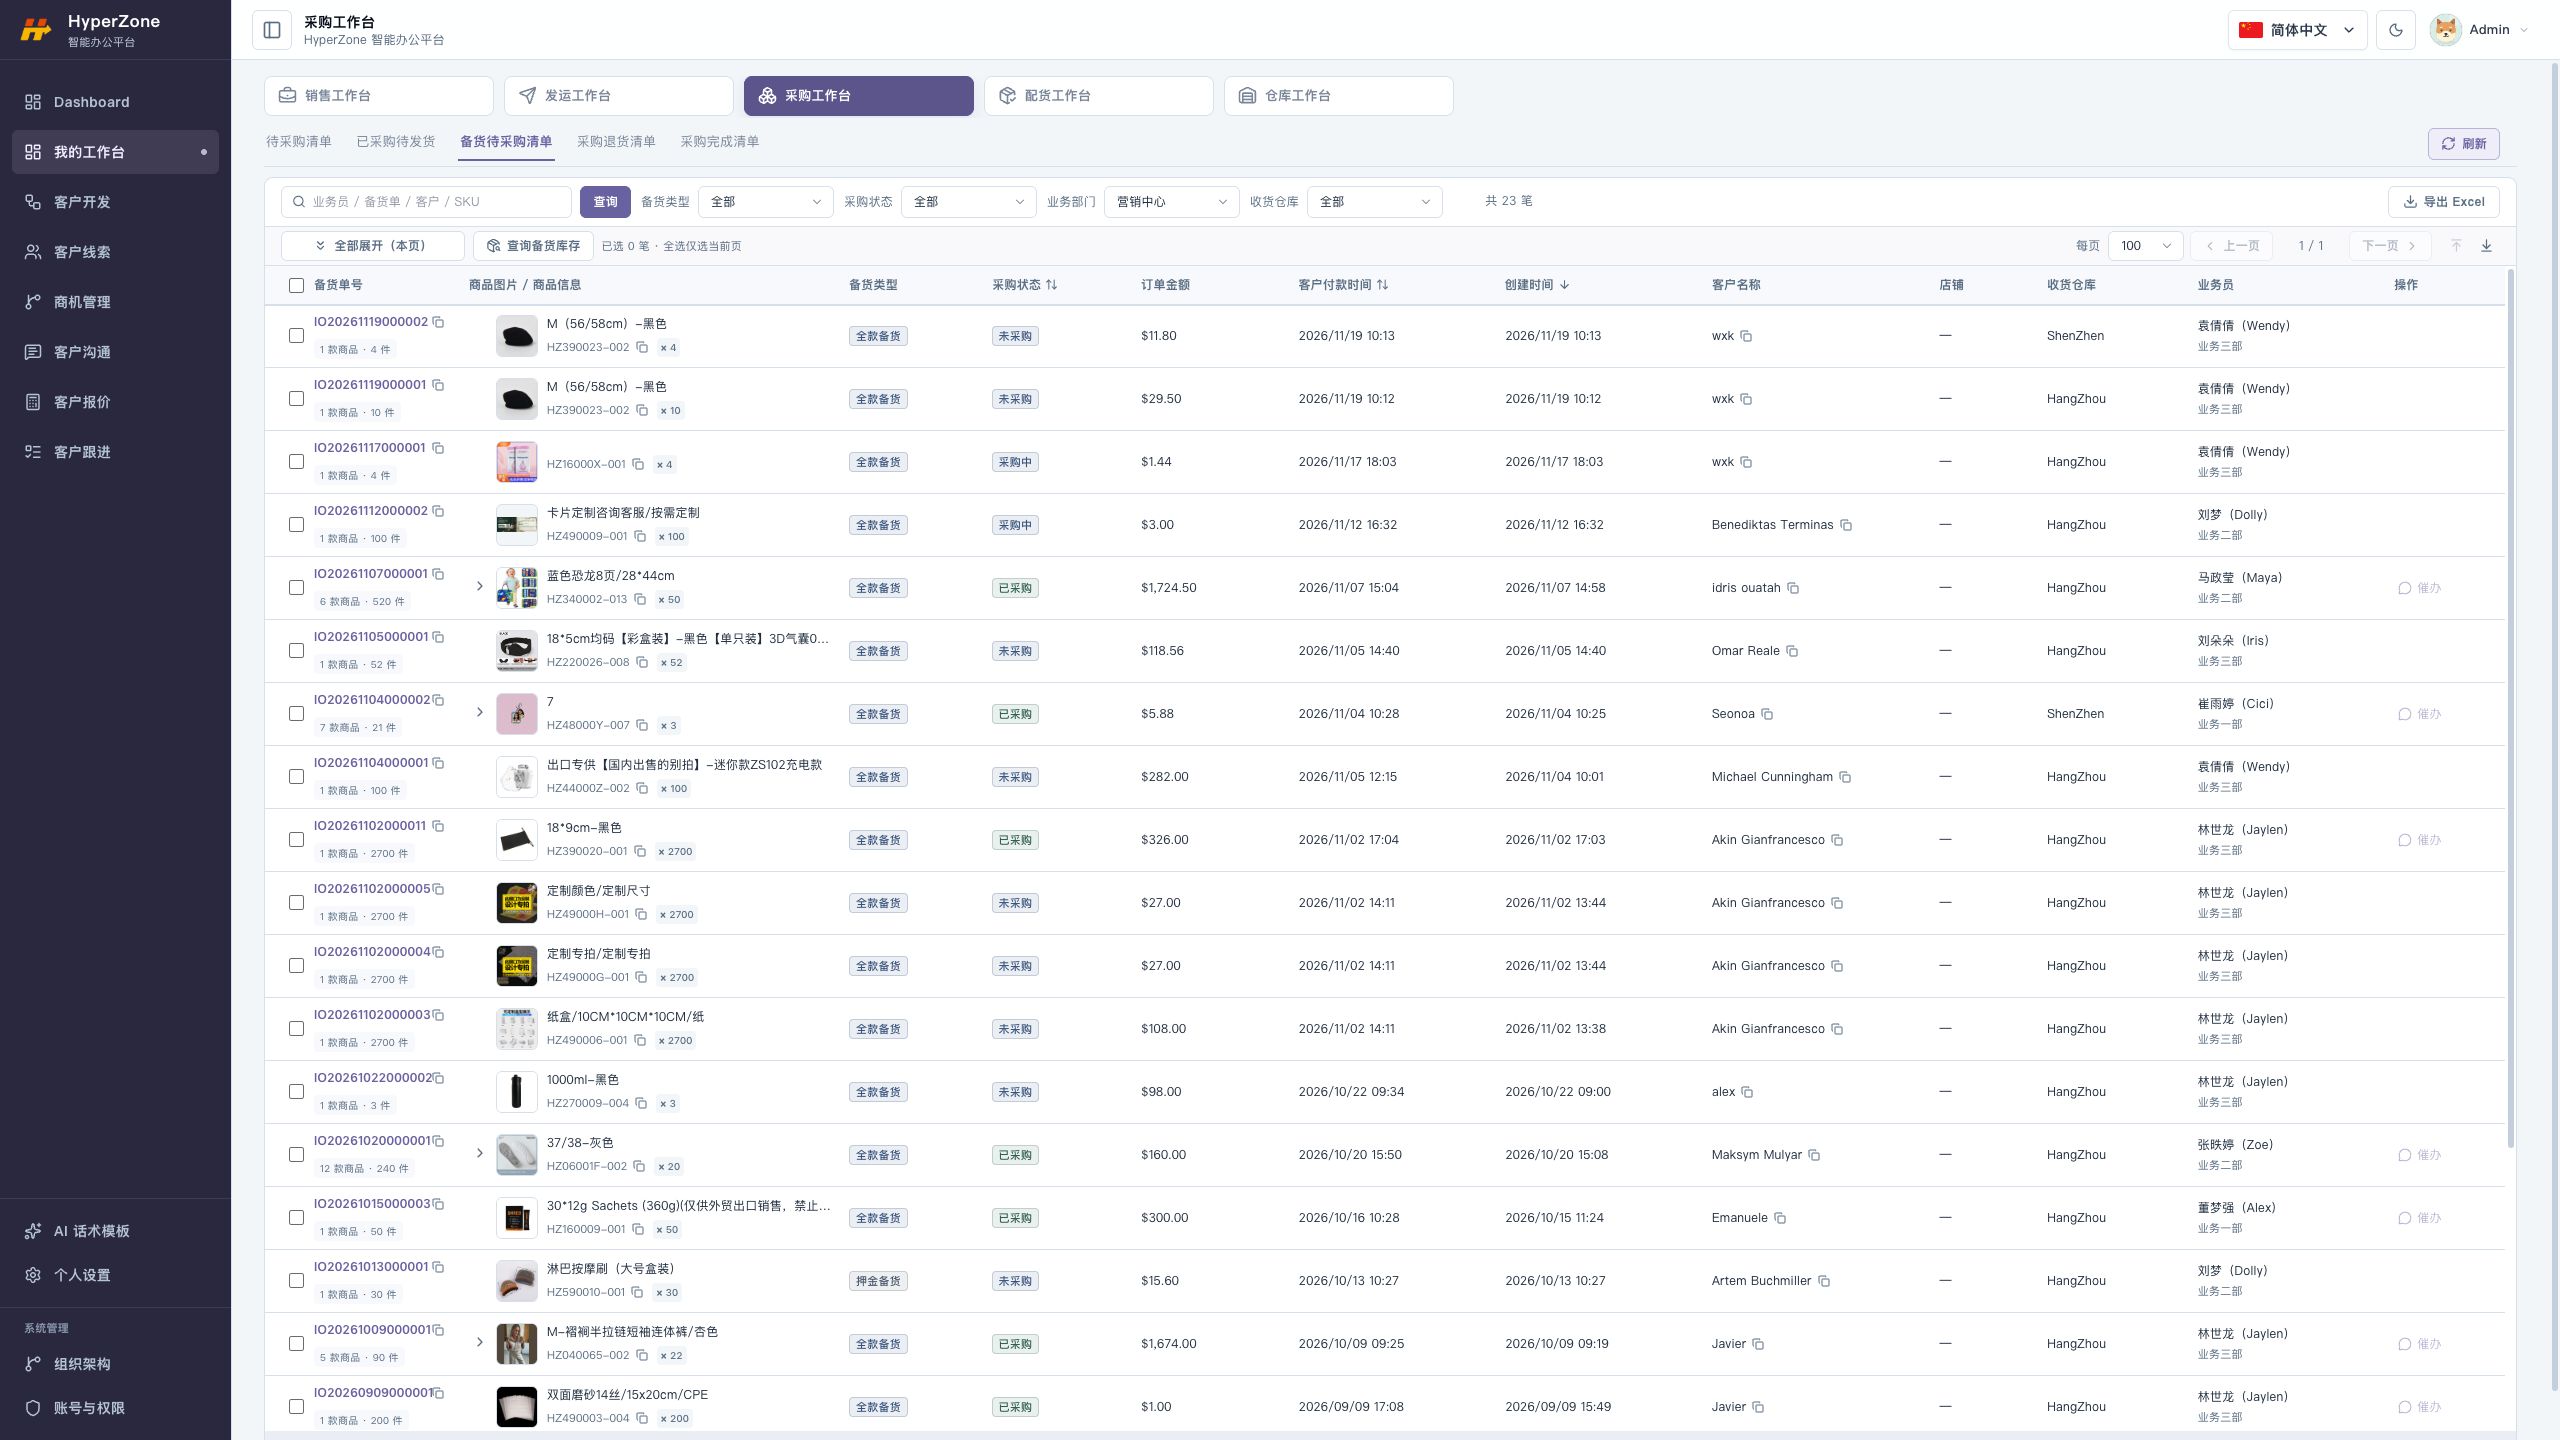 HyperZone
智能办公平台
Dashboard
我的工作台
客户开发
客户线索
商机管理
客户沟通
客户报价
客户跟进
AI 话术模板
个人设置
系统管理
组织架构
账号与权限
采购工作台
HyperZone 智能办公平台
简体中文
Admin
销售工作台 发运工作台 采购工作台 配货工作台 仓库工作台
待采购清单 已采购待发货 备货待采购清单 采购退货清单 采购完成清单 刷新
业务员 / 备货单 / 客户 / SKU 查询 备货类型 全部 采购状态 全部 业务部门 营销中心 收货仓库 全部 共 23 笔 导出 Excel
全部展开（本页） 查询备货库存 已选 0 笔 · 全选仅选当前页 每页 100 上一页 1 / 1 下一页
备货单号 商品图片 / 商品信息 备货类型 采购状态 订单金额 客户付款时间 创建时间 客户名称 店铺 收货仓库 业务员 操作
IO20261119000002 M（56/58cm）-黑色 全款备货 未采购 $11.80 2026/11/19 10:13 2026/11/19 10:13 wxk — ShenZhen 袁倩倩（Wendy）
1 款商品 · 4 件 HZ390023-002 × 4 业务三部
IO20261119000001 M（56/58cm）-黑色 全款备货 未采购 $29.50 2026/11/19 10:12 2026/11/19 10:12 wxk — HangZhou 袁倩倩（Wendy）
1 款商品 · 10 件 HZ390023-002 × 10 业务三部
IO20261117000001 HZ16000X-001 × 4 全款备货 采购中 $1.44 2026/11/17 18:03 2026/11/17 18:03 wxk — HangZhou 袁倩倩（Wendy）
1 款商品 · 4 件 业务三部
IO20261112000002 卡片定制咨询客服/按需定制 全款备货 采购中 $3.00 2026/11/12 16:32 2026/11/12 16:32 Benediktas Terminas — HangZhou 刘梦（Dolly）
1 款商品 · 100 件 HZ490009-001 × 100 业务二部
IO20261107000001 蓝色恐龙8页/28*44cm 全款备货 已采购 $1,724.50 2026/11/07 15:04 2026/11/07 14:58 idris ouatah — HangZhou 马政莹（Maya） 催办
6 款商品 · 520 件 HZ340002-013 × 50 业务二部
IO20261105000001 18*5cm均码【彩盒装】-黑色【单只装】3D气囊0... 全款备货 未采购 $118.56 2026/11/05 14:40 2026/11/05 14:40 Omar Reale — HangZhou 刘朵朵（Iris）
1 款商品 · 52 件 HZ220026-008 × 52 业务三部
IO20261104000002 7 全款备货 已采购 $5.88 2026/11/04 10:28 2026/11/04 10:25 Seonoa — ShenZhen 崔雨婷（Cici） 催办
7 款商品 · 21 件 HZ48000Y-007 × 3 业务一部
IO20261104000001 出口专供【国内出售的别拍】-迷你款ZS102充电款 全款备货 未采购 $282.00 2026/11/05 12:15 2026/11/04 10:01 Michael Cunningham — HangZhou 袁倩倩（Wendy）
1 款商品 · 100 件 HZ44000Z-002 × 100 业务三部
IO20261102000011 18*9cm-黑色 全款备货 已采购 $326.00 2026/11/02 17:04 2026/11/02 17:03 Akin Gianfrancesco — HangZhou 林世龙（Jaylen） 催办
1 款商品 · 2700 件 HZ390020-001 × 2700 业务三部
IO20261102000005 定制颜色/定制尺寸 全款备货 未采购 $27.00 2026/11/02 14:11 2026/11/02 13:44 Akin Gianfrancesco — HangZhou 林世龙（Jaylen）
1 款商品 · 2700 件 HZ49000H-001 × 2700 业务三部
IO20261102000004 定制专拍/定制专拍 全款备货 未采购 $27.00 2026/11/02 14:11 2026/11/02 13:44 Akin Gianfrancesco — HangZhou 林世龙（Jaylen）
1 款商品 · 2700 件 HZ49000G-001 × 2700 业务三部
IO20261102000003 纸盒/10CM*10CM*10CM/纸 全款备货 未采购 $108.00 2026/11/02 14:11 2026/11/02 13:38 Akin Gianfrancesco — HangZhou 林世龙（Jaylen）
1 款商品 · 2700 件 HZ490006-001 × 2700 业务三部
IO20261022000002 1000ml-黑色 全款备货 未采购 $98.00 2026/10/22 09:34 2026/10/22 09:00 alex — HangZhou 林世龙（Jaylen）
1 款商品 · 3 件 HZ270009-004 × 3 业务三部
IO20261020000001 37/38-灰色 全款备货 已采购 $160.00 2026/10/20 15:50 2026/10/20 15:08 Maksym Mulyar — HangZhou 张昳婷（Zoe） 催办
12 款商品 · 240 件 HZ06001F-002 × 20 业务二部
IO20261015000003 30*12g Sachets (360g)(仅供外贸出口销售，禁止... 全款备货 已采购 $300.00 2026/10/16 10:28 2026/10/15 11:24 Emanuele — HangZhou 董梦强（Alex） 催办
1 款商品 · 50 件 HZ160009-001 × 50 业务一部
IO20261013000001 淋巴按摩刷（大号盒装） 押金备货 未采购 $15.60 2026/10/13 10:27 2026/10/13 10:27 Artem Buchmiller — HangZhou 刘梦（Dolly）
1 款商品 · 30 件 HZ590010-001 × 30 业务二部
IO20261009000001 M-褶裥半拉链短袖连体裤/杏色 全款备货 已采购 $1,674.00 2026/10/09 09:25 2026/10/09 09:19 Javier — HangZhou 林世龙（Jaylen） 催办
5 款商品 · 90 件 HZ040065-002 × 22 业务三部
IO20260909000001 双面磨砂14丝/15x20cm/CPE 全款备货 已采购 $1.00 2026/09/09 17:08 2026/09/09 15:49 Javier — HangZhou 林世龙（Jaylen） 催办
1 款商品 · 200 件 HZ490003-004 × 200 业务三部